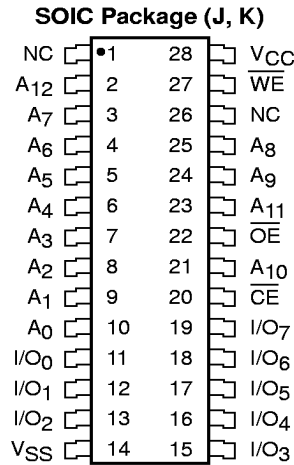 SOIC Package (J, K)
NC 1 28 VCC
A12 2 27 WE
A7 3 26 NC
A6 4 25 A8
A5 5 24 A9
A4 6 23 A11
A3 7 22 OE
A2 8 21 A10
A1 9 20 CE
A0 10 19 I/O7
I/O0 11 18 I/O6
I/O1 12 17 I/O5
I/O2 13 16 I/O4
VSS 14 15 I/O3